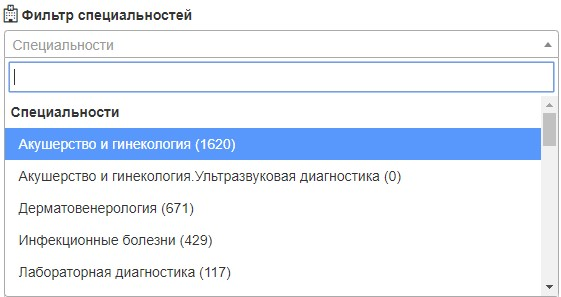 Фильтр специальностей
Специальности
Специальности
Акушерство и гинекология (1620)
Акушерство и гинекология.Ультразвуковая диагностика (0)
Дерматовенерология (671)
Инфекционные болезни (429)
Лабораторная диагностика (117)